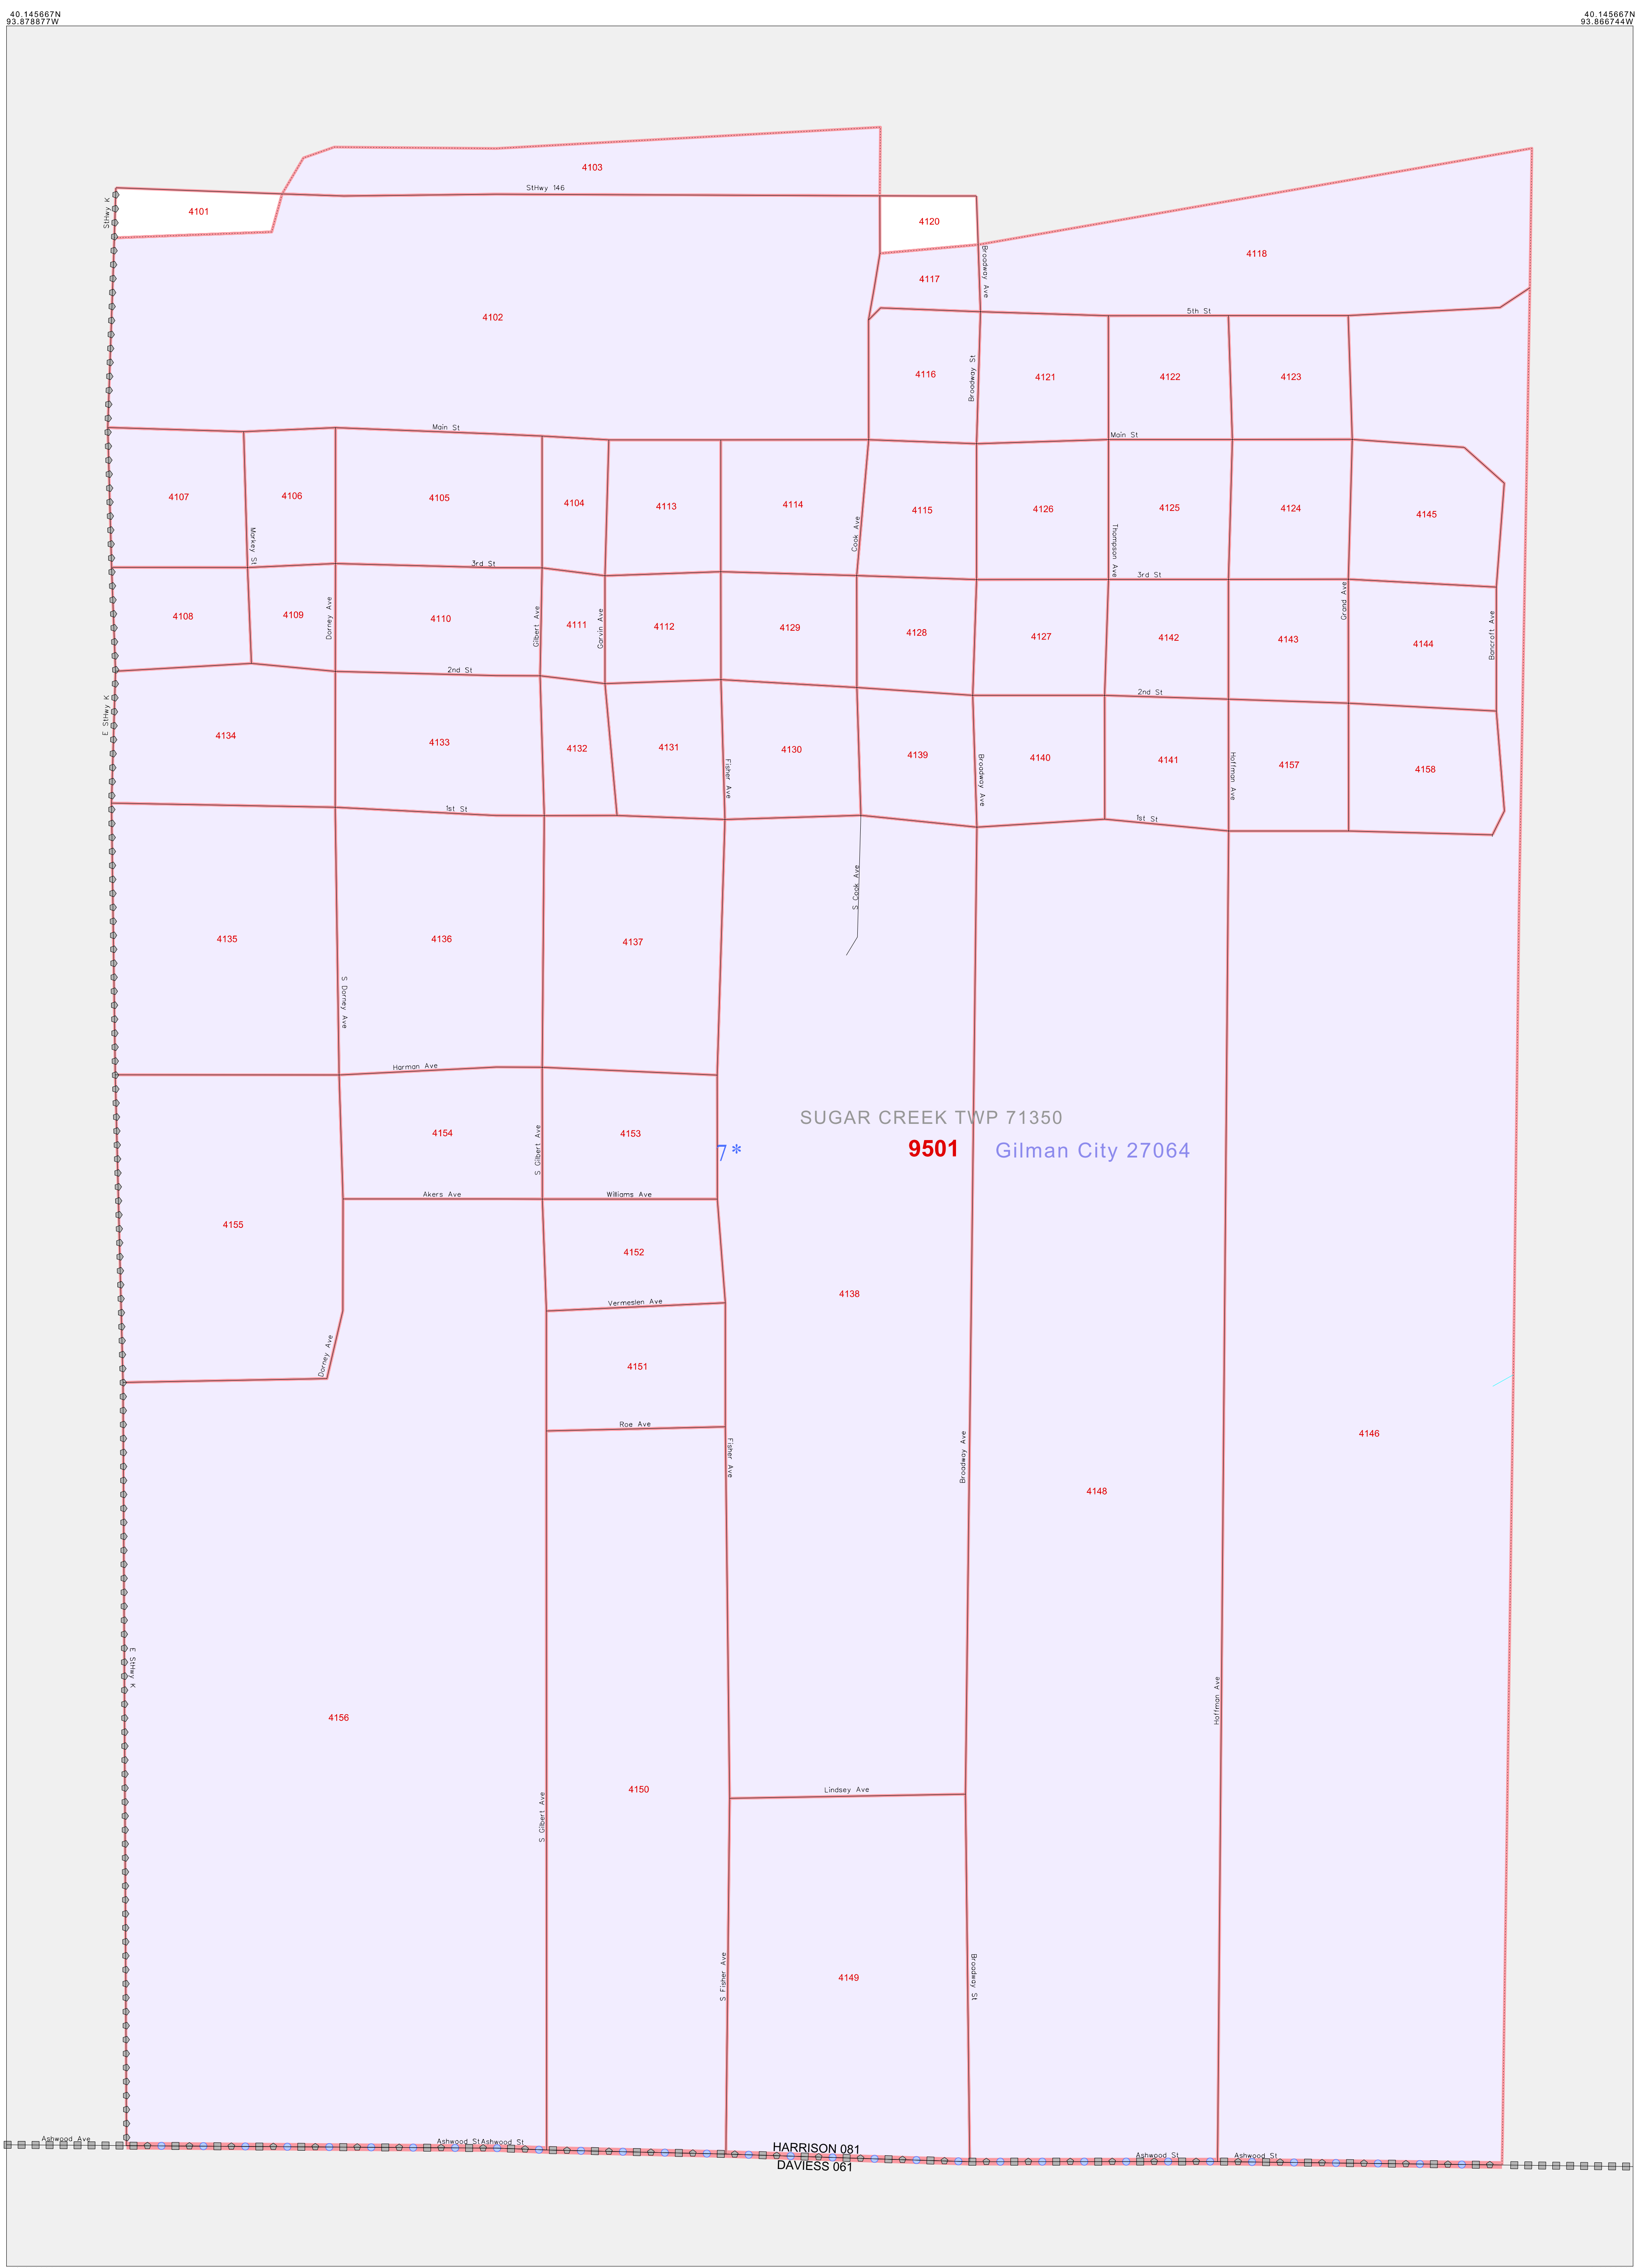 40.145667N
93.878877W
40.145667N
93.866744W
4103
StHwy 146
StHwy K
4101
4120
Broadway Ave
4118
4117
4102
5th St
4116
Broadway St
4121
4122
4123
Main St
Main St
4107
4106
4105
4104
4113
4114
4115
4126
4125
4124
4145
Markey St
Cook Ave
Thompson Ave
3rd St
3rd St
4108
4109
Dorney Ave
4110
Gilbert Ave
4111
Garvin Ave
4112
4129
4128
4127
4142
4143
Grand Ave
4144
Bancroft Ave
2nd St
2nd St
E StHwy K
4134
4133
4132
4131
Fisher Ave
4130
4139
Broadway Ave
4140
4141
Hoffman Ave
4157
4158
1st St
1st St
S Cook Ave
4135
4136
4137
S Dorney Ave
Harman Ave
SUGAR CREEK TWP 71350
4154
S Gilbert Ave
4153
7*
9501
Gilman City 27064
Akers Ave
Williams Ave
4155
4152
4138
Vermeslen Ave
Dorney Ave
4151
Roe Ave
Fisher Ave
Broadway Ave
4146
4148
E StHwy K
4156
Hoffman Ave
4150
Lindsey Ave
S Gilbert Ave
S Fisher Ave
4149
Broadway St
Ashwood Ave
Ashwood St
Ashwood St
HARRISON 081
Ashwood St
Ashwood St
DAVIESS 061